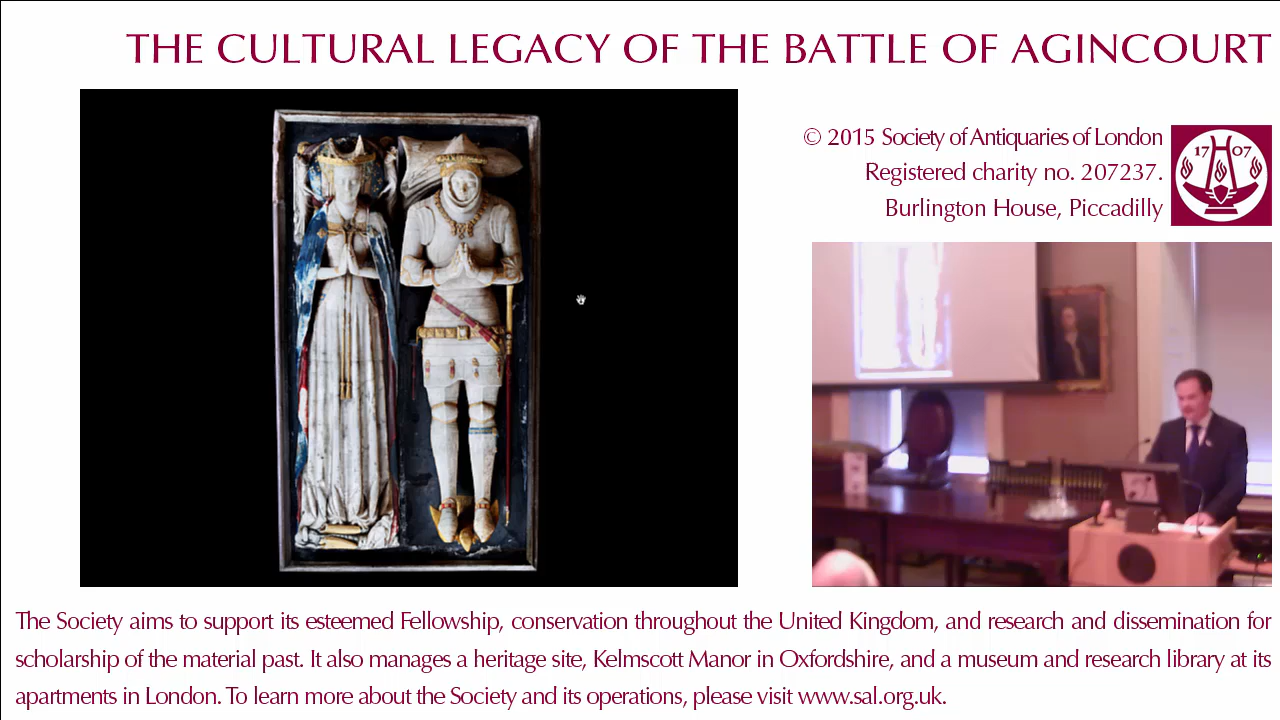 THE CULTURAL LEGACY OF THE BATTLE OF AGINCOURT
© 2015 Society of Antiquaries of London
Registered charity no. 207237.
Burlington House, Piccadilly
17 07
The Society aims to support its esteemed Fellowship, conservation throughout the United Kingdom, and research and dissemination for
scholarship of the material past. It also manages a heritage site, Kelmscott Manor in Oxfordshire, and a museum and research library at its
apartments in London. To learn more about the Society and its operations, please visit www.sal.org.uk.